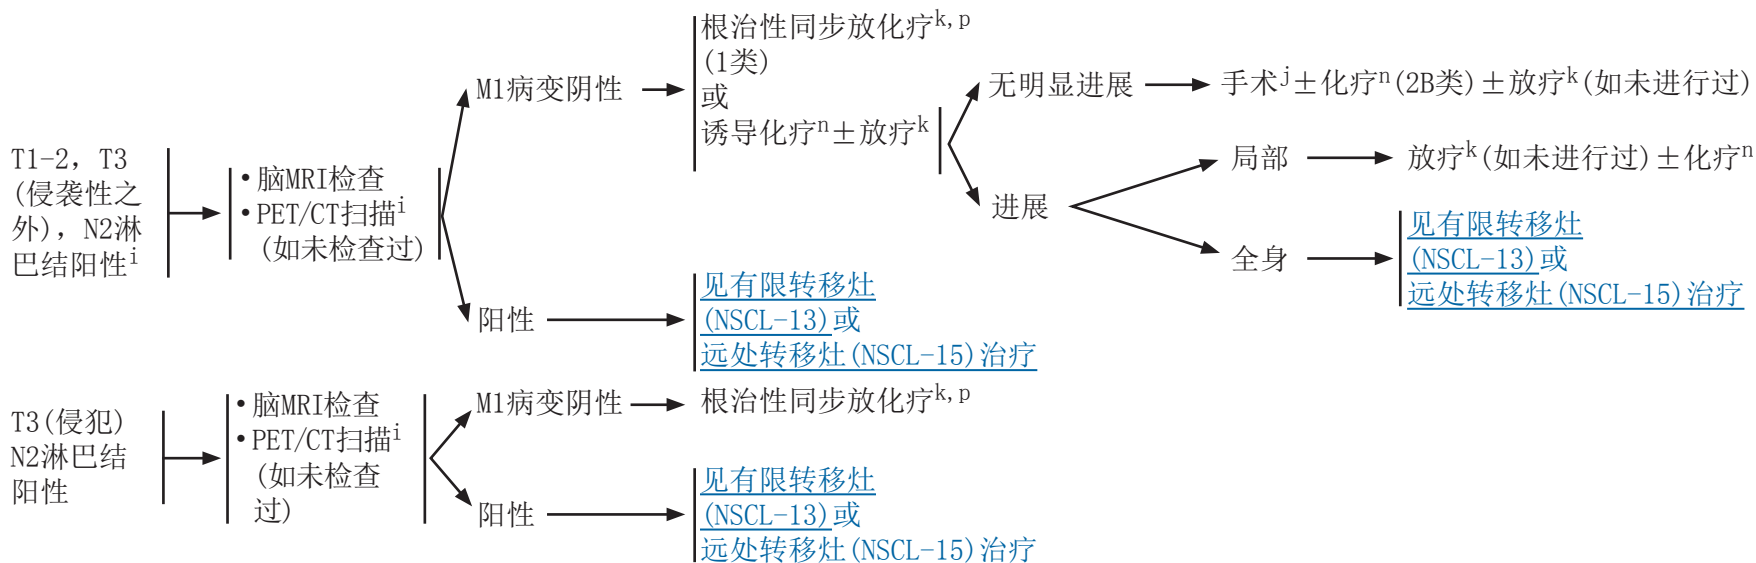 T1-2, T3
(侵袭性之
外), N2淋
巴结阳性i
•脑MRI检查
•PET/CT扫描i
(如未检查过)
M1病变阴性
根治性同步放化疗k,p
(1类)
或
诱导化疗n±放疗k
无明显进展
手术j±化疗n(2B类)±放疗k(如未进行过)
进展
局部
放疗k(如未进行过)±化疗n
全身
见有限转移灶
(NSCL-13)或
远处转移灶(NSCL-15)治疗
阳性
见有限转移灶
(NSCL-13)或
远处转移灶(NSCL-15)治疗
T3(侵犯)
N2淋巴结
阳性
•脑MRI检查
•PET/CT扫描i
(如未检查
过)
M1病变阴性
根治性同步放化疗k,p
阳性
见有限转移灶
(NSCL-13)或
远处转移灶(NSCL-15)治疗